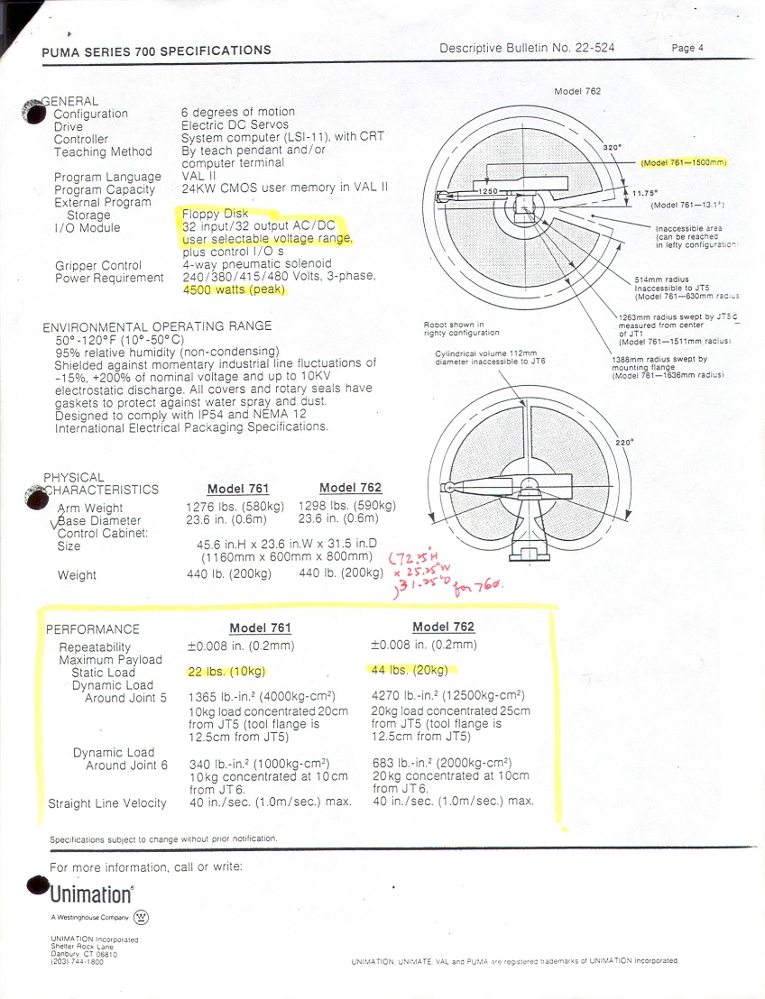 PUMA SERIES 700 SPECIFICATIONS
Descriptive Bulletin No. 22-524
Page 4
GENERAL
Configuration 6 degrees of motion
Drive Electric DC Servos
Controller System computer (LSI-11), with CRT
Teaching Method By teach pendant and/or
computer terminal
Program Language VAL II
Program Capacity 24KW CMOS user memory in VAL II
External Program
Storage Floppy Disk
I/O Module 32 input/32 output AC/DC
user selectable voltage range,
plus control I/O s
Gripper Control 4-way pneumatic solenoid
Power Requirement 240/380/415/480 Volts, 3-phase,
4500 watts (peak)
ENVIRONMENTAL OPERATING RANGE
50°-120°F (10°-50°C)
95% relative humidity (non-condensing)
Shielded against momentary industrial line fluctuations of
-15%, +200% of nominal voltage and up to 10KV
electrostatic discharge. All covers and rotary seals have
gaskets to protect against water spray and dust.
Designed to comply with IP54 and NEMA 12
International Electrical Packaging Specifications.
Model 762
320°
(Model 761—1500mm)
1250
11.75°
(Model 761—13.1°)
Inaccessible area
(can be reached
in lefty configuration)
514mm radius
Inaccessible to JT5
(Model 761—630mm radius
1263mm radius swept by JT5
measured from center
of JT1
(Model 761—1511mm radius)
1388mm radius swept by
mounting flange
(Model 761—1636mm radius)
Robot shown in
righty configuration
Cylindrical volume 112mm
diameter inaccessible to JT6
220°
PHYSICAL
CHARACTERISTICS Model 761 Model 762
Arm Weight 1276 lbs. (580kg) 1298 lbs. (590kg)
Base Diameter 23.6 in. (0.6m) 23.6 in. (0.6m)
Control Cabinet:
Size 45.6 in.H x 23.6 in.W x 31.5 in.D
(1160mm x 600mm x 800mm)
Weight 440 lb. (200kg) 440 lb. (200kg)
(72.25"H
x 25.25"W
)31.25"D for 760.
PERFORMANCE Model 761 Model 762
Repeatability ±0.008 in. (0.2mm) ±0.008 in. (0.2mm)
Maximum Payload
Static Load 22 lbs. (10kg) 44 lbs. (20kg)
Dynamic Load
Around Joint 5 1365 lb.-in.² (4000kg-cm²) 4270 lb.-in.² (12500kg-cm²)
10kg load concentrated 20cm 20kg load concentrated 25cm
from JT5 (tool flange is from JT5 (tool flange is
12.5cm from JT5) 12.5cm from JT5)
Dynamic Load
Around Joint 6 340 lb.-in.² (1000kg-cm²) 683 lb.-in.² (2000kg-cm²)
10kg concentrated at 10cm 20kg concentrated at 10cm
from JT6. from JT6.
Straight Line Velocity 40 in./sec. (1.0m/sec.) max. 40 in./sec. (1.0m/sec.) max.
Specifications subject to change without prior notification.
For more information, call or write:
Unimation®
A Westinghouse Company W
UNIMATION Incorporated
Shelter Rock Lane
Danbury, CT 06810
(203) 744-1800
UNIMATION, UNIMATE, VAL and PUMA are registered trademarks of UNIMATION Incorporated.